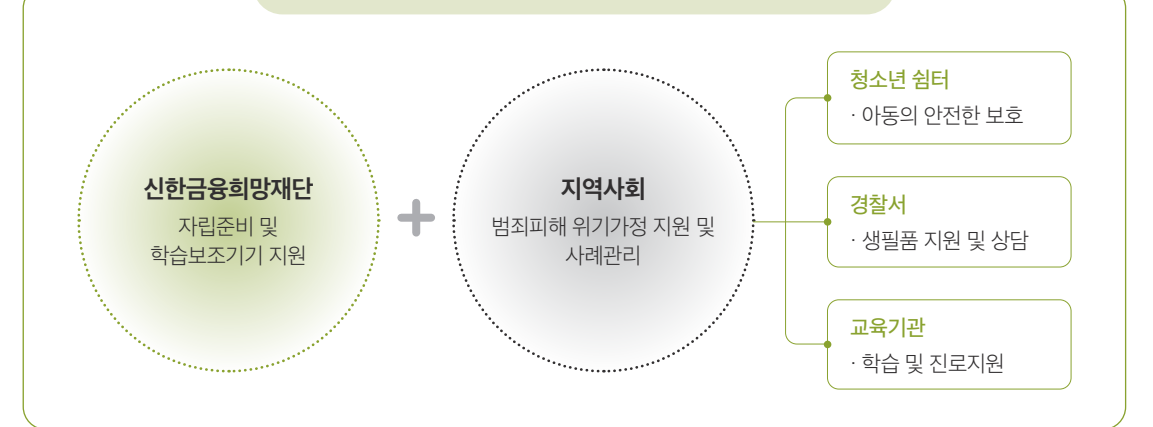 신한금융희망재단
자립준비 및
학습보조기기 지원
지역사회
범죄피해 위기가정 지원 및
사례관리
청소년 쉼터
· 아동의 안전한 보호
경찰서
· 생필품 지원 및 상담
교육기관
· 학습 및 진로지원